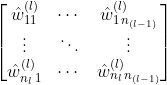 \begin{bmatrix} \hat{w}_{11}^{(l)} & \cdots & \hat{w}_{1\,n_{(l-1)}}^{(l)} \\
\vdots & \ddots & \vdots \\
\hat{w}_{n_l\,1}^{(l)} & \cdots & \hat{w}_{n_l\,n_{(l-1)}}^{(l)} \end{bmatrix}